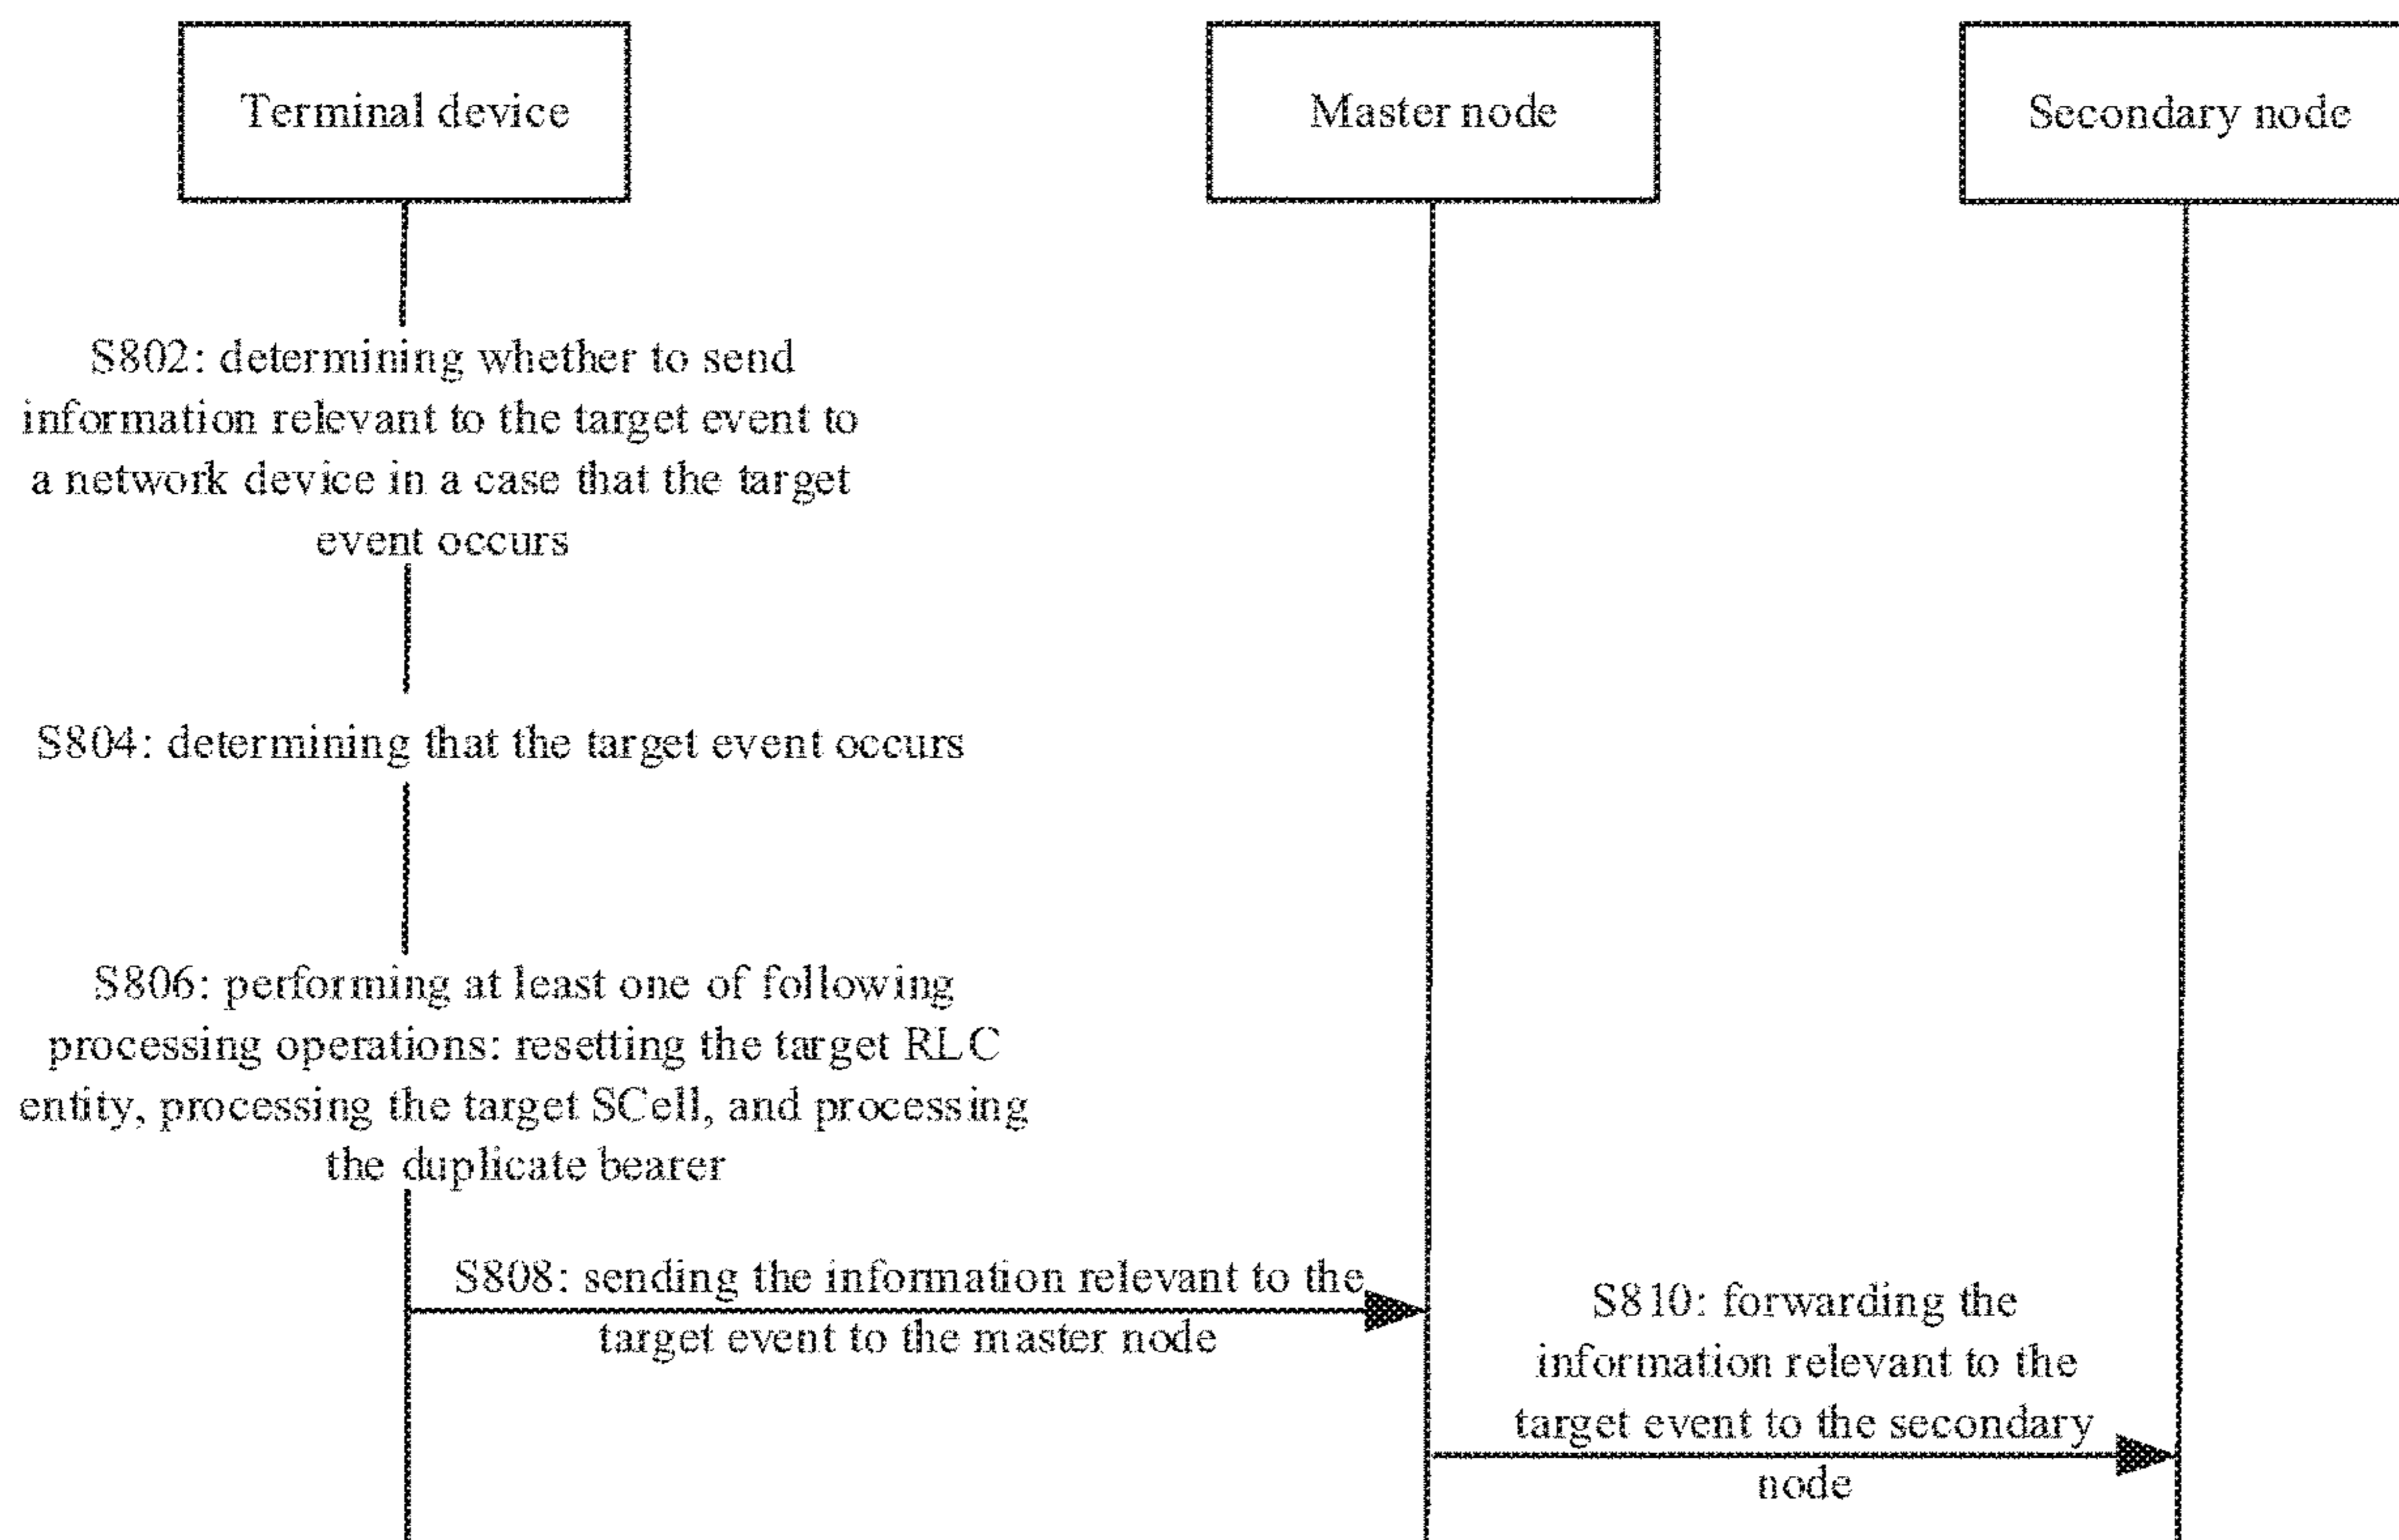 Terminal device
Master node
Secondary node
S802: determining whether to send
information relevant to the target event to
a network device in a case that the target
event occurs
S804: determining that the target event occurs
S806: performing at least one of following
processing operations: resetting the target RLC
entity, processing the target SCell, and processing
the duplicate bearer
S808: sending the information relevant to the
target event to the master node
S810: forwarding the
information relevant to the
target event to the secondary
node